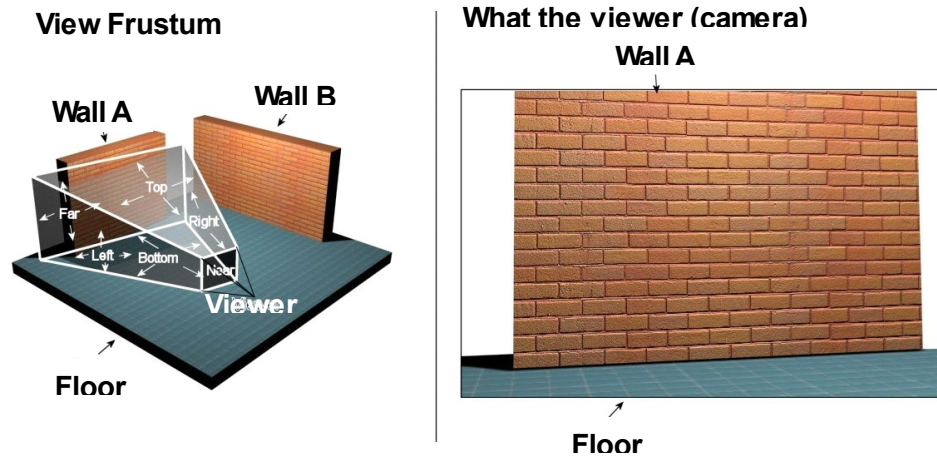 View Frustum
What the viewer (camera)
Wall A
Wall B
Wall A
Top
Far
Right
Left
Bottom
Near
Viewer
Floor
Floor